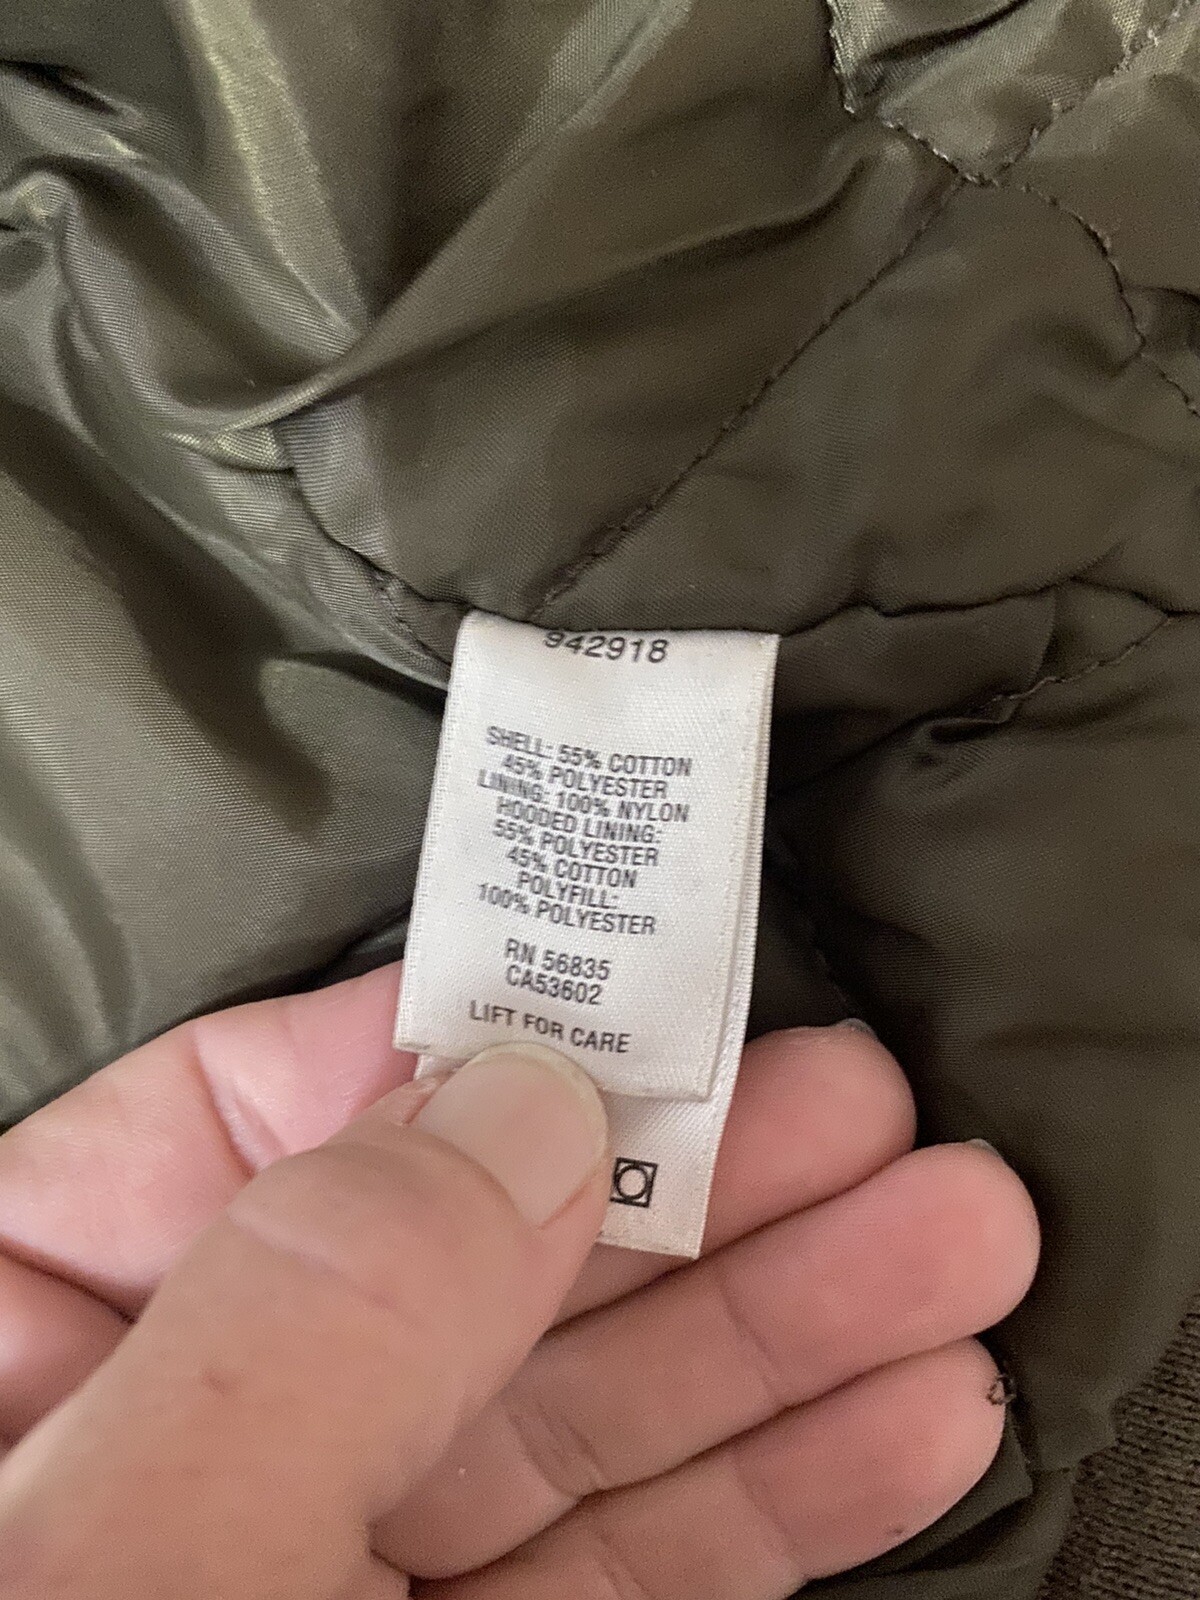 942918
SHELL: 55% COTTON
45% POLYESTER
LINING: 100% NYLON
HOODED LINING:
55% POLYESTER
45% COTTON
POLYFILL:
100% POLYESTER
RN 56835
CA53602
LIFT FOR CARE